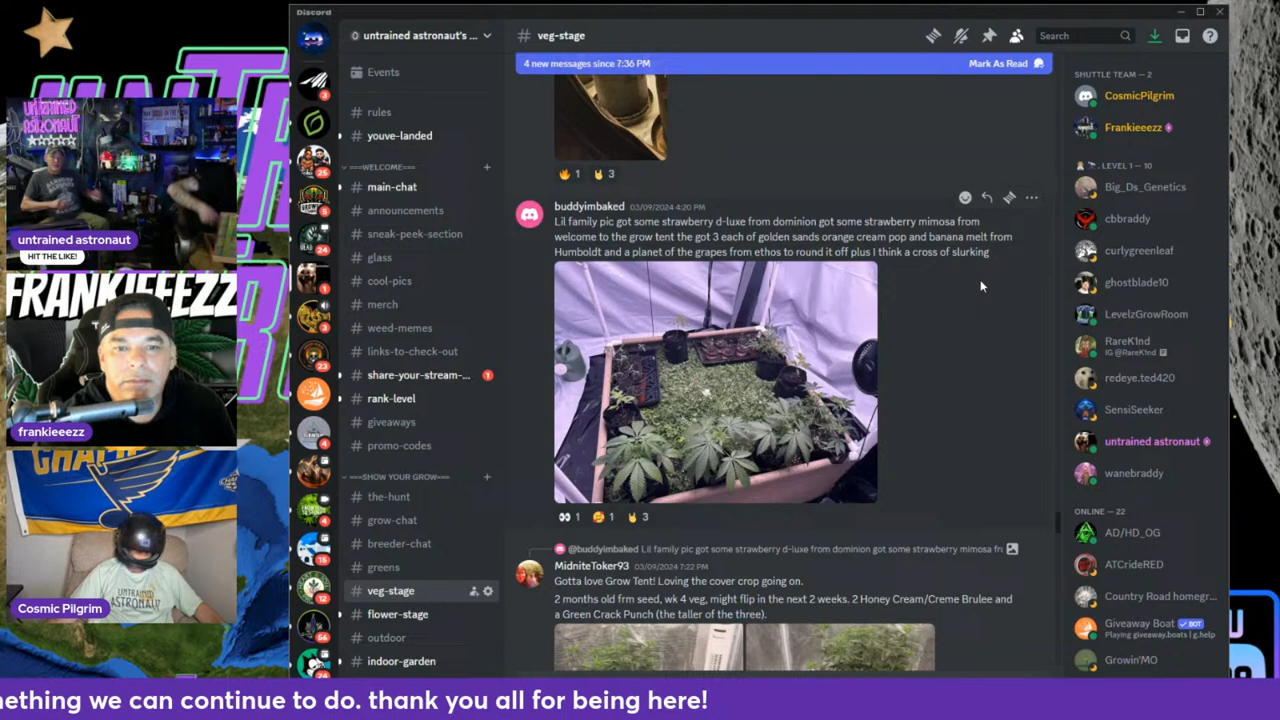 Discord
untrained astronaut's ...
# veg-stage
Search
4 new messages since 7:36 PM
Mark As Read
Events
# rules
# youve-landed
===WELCOME===
# main-chat
# announcements
# sneak-peek-section
# glass
# cool-pics
# merch
# weed-memes
# links-to-check-out
# share-your-stream-...
1
# rank-level
# giveaways
# promo-codes
===SHOW YOUR GROW===
# the-hunt
# grow-chat
# breeder-chat
# greens
# veg-stage
# flower-stage
# outdoor
# indoor-garden
1
3
buddyimbaked 03/09/2024 4:20 PM
Lil family pic got some strawberry d-luxe from dominion got some strawberry mimosa from
welcome to the grow tent the got 3 each of golden sands orange cream pop and banana melt from
Humboldt and a planet of the grapes from ethos to round it off plus I think a cross of slurking
1
1
3
@buddyimbaked Lil family pic got some strawberry d-luxe from dominion got some strawberry mimosa fr
MidniteToker93 03/09/2024 7:22 PM
Gotta love Grow Tent! Loving the cover crop going on.
2 months old frm seed, wk 4 veg, might flip in the next 2 weeks. 2 Honey Cream/Creme Brulee and
a Green Crack Punch (the taller of the three).
SHUTTLE TEAM — 2
CosmicPilgrim
Frankieeezz
LEVEL 1 — 10
Big_Ds_Genetics
cbbraddy
curlygreenleaf
ghostblade10
LevelzGrowRoom
RareK1nd
IG @RareK1nd
redeye.ted420
SensiSeeker
untrained astronaut
wanebraddy
ONLINE — 22
AD/HD_OG
ATCrideRED
Country Road homegr...
Giveaway Boat BOT
Playing giveaway.boats | g.help
Growin'MO
UNTRAINED
ASTRONAUT
untrained astronaut
HIT THE LIKE!
FRANKIEEEZZ
frankieeezz
UNTRAINED
ASTRONAUT
Cosmic Pilgrim
mething we can continue to do. thank you all for being here!